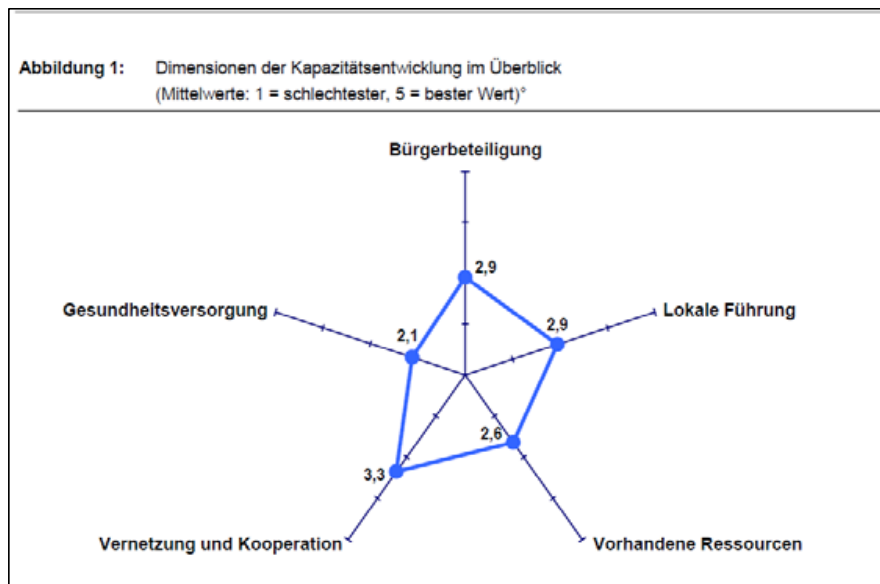 Abbildung 1: Dimensionen der Kapazitätsentwicklung im Überblick
(Mittelwerte: 1 = schlechtester, 5 = bester Wert)°
Bürgerbeteiligung
2,9
Gesundheitsversorgung
Lokale Führung
2,1
2,9
2,6
3,3
Vernetzung und Kooperation
Vorhandene Ressourcen